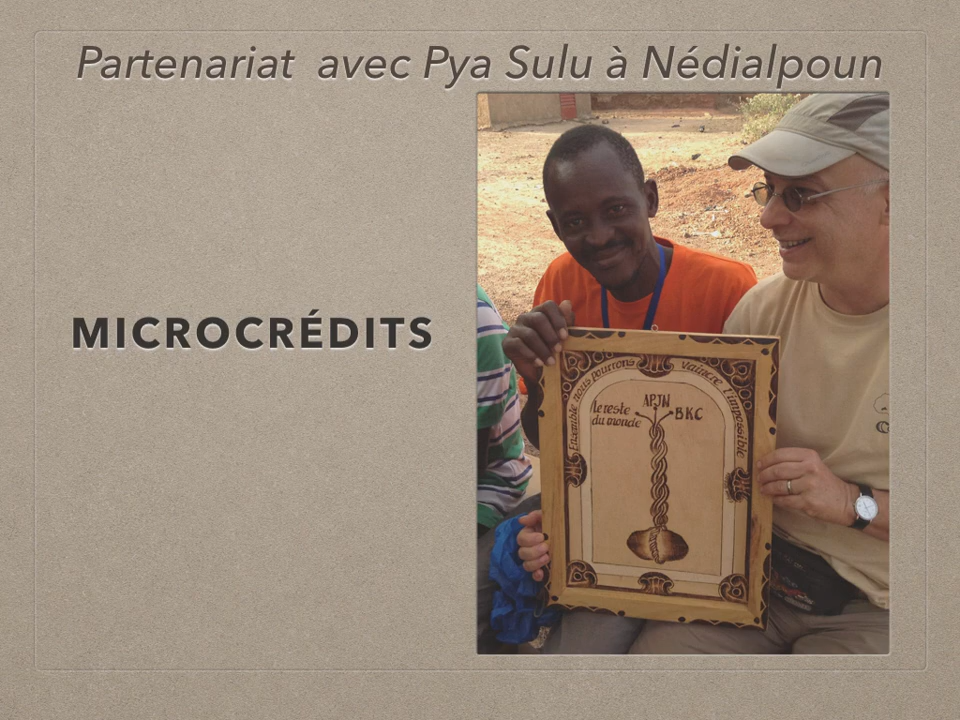 Partenariat avec Pya Sulu à Nédialpoun
MICROCRÉDITS
Ensemble nous pourrons vaincre l'impossible
APJN
le reste
du monde
BKC